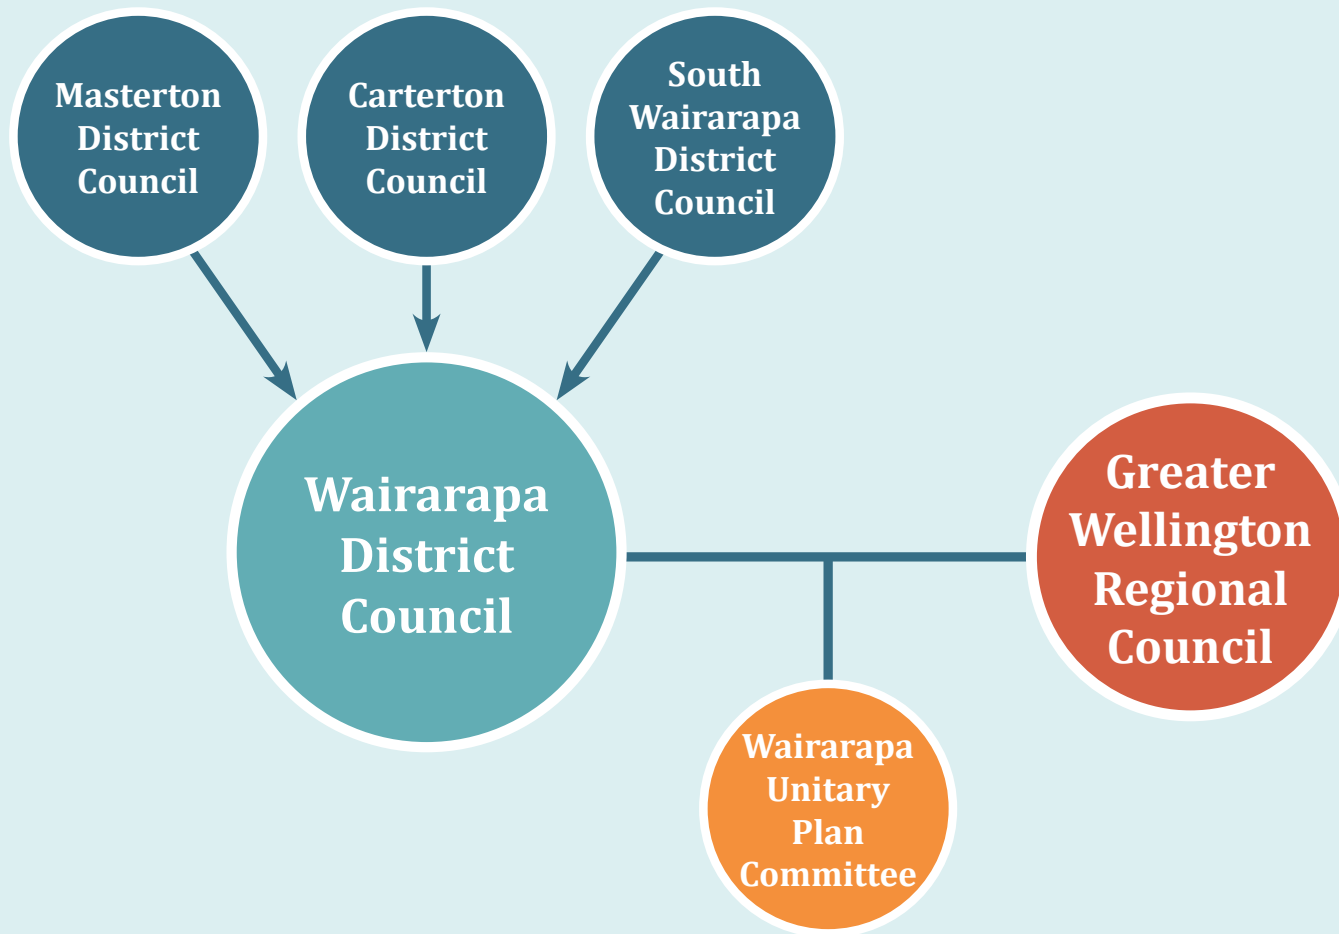 Masterton
District
Council
Carterton
District
Council
South
Wairarapa
District
Council
Wairarapa
District
Council
Greater
Wellington
Regional
Council
Wairarapa
Unitary
Plan
Committee